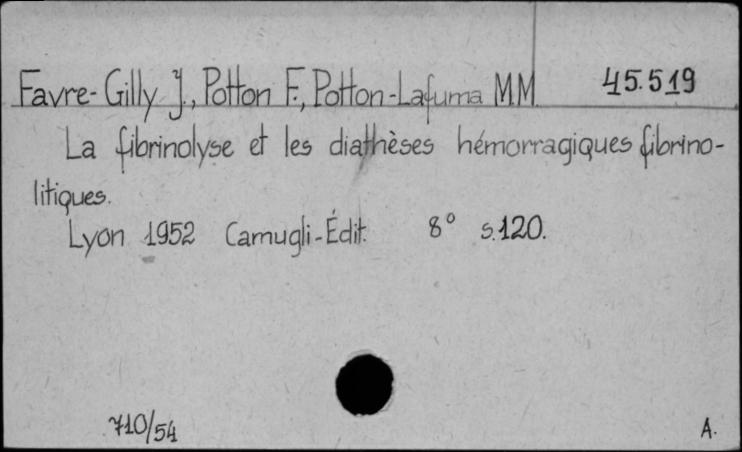 Favre-Gilly J., Potton F., Potton-Lafuma M.M. 45.519
La fibrinolyse et les diathèses hémorragiques fibrino-
litiques.
Lyon 1952 Camugli-Édit. 8° s.120.
710/54 A.